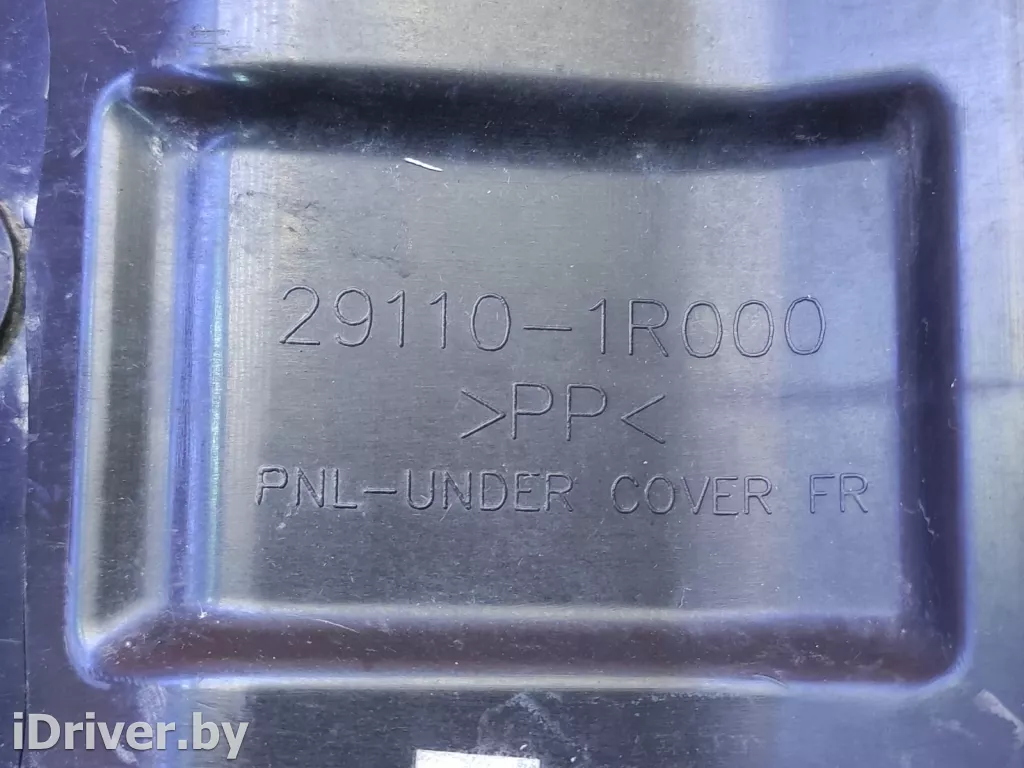 29110-1R000
>PP<
PNL-UNDER COVER FR
iDriver.by